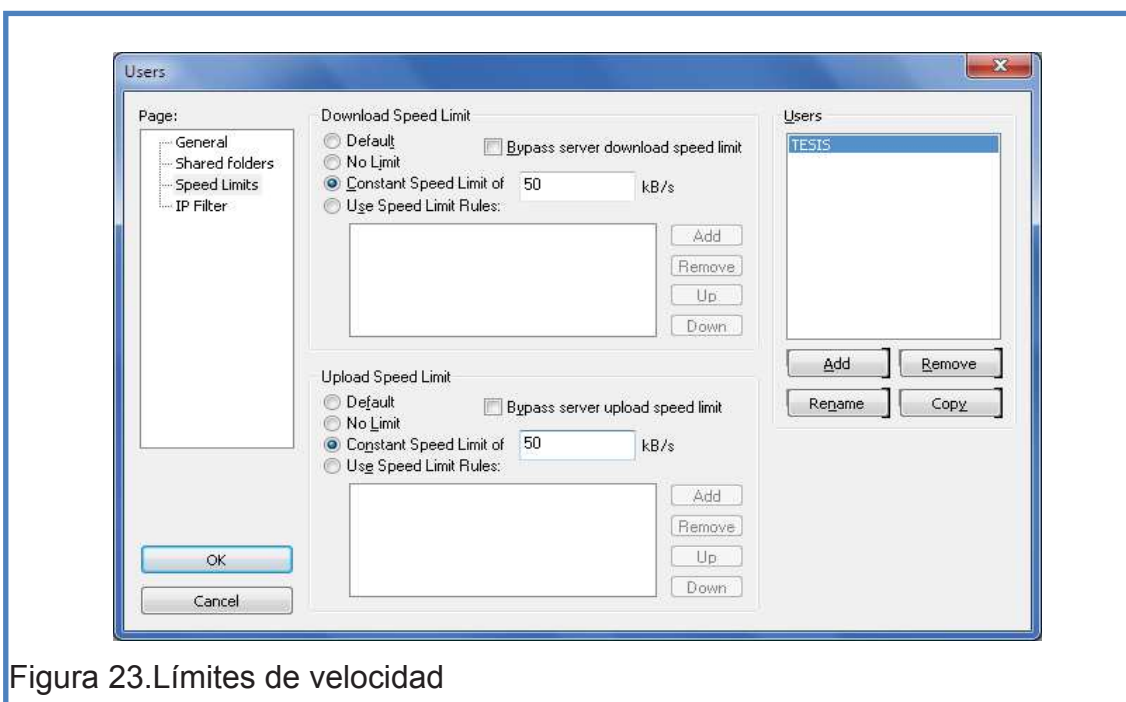 Users
Page:
General
Shared folders
Speed Limits
IP Filter
OK
Cancel
Download Speed Limit
Default
Bypass server download speed limit
No Limit
Constant Speed Limit of 50 kB/s
Use Speed Limit Rules:
Add
Remove
Up
Down
Upload Speed Limit
Default
Bypass server upload speed limit
No Limit
Constant Speed Limit of 50 kB/s
Use Speed Limit Rules:
Add
Remove
Up
Down
Users
TESIS
Add Remove
Rename Copy
Figura 23.Límites de velocidad